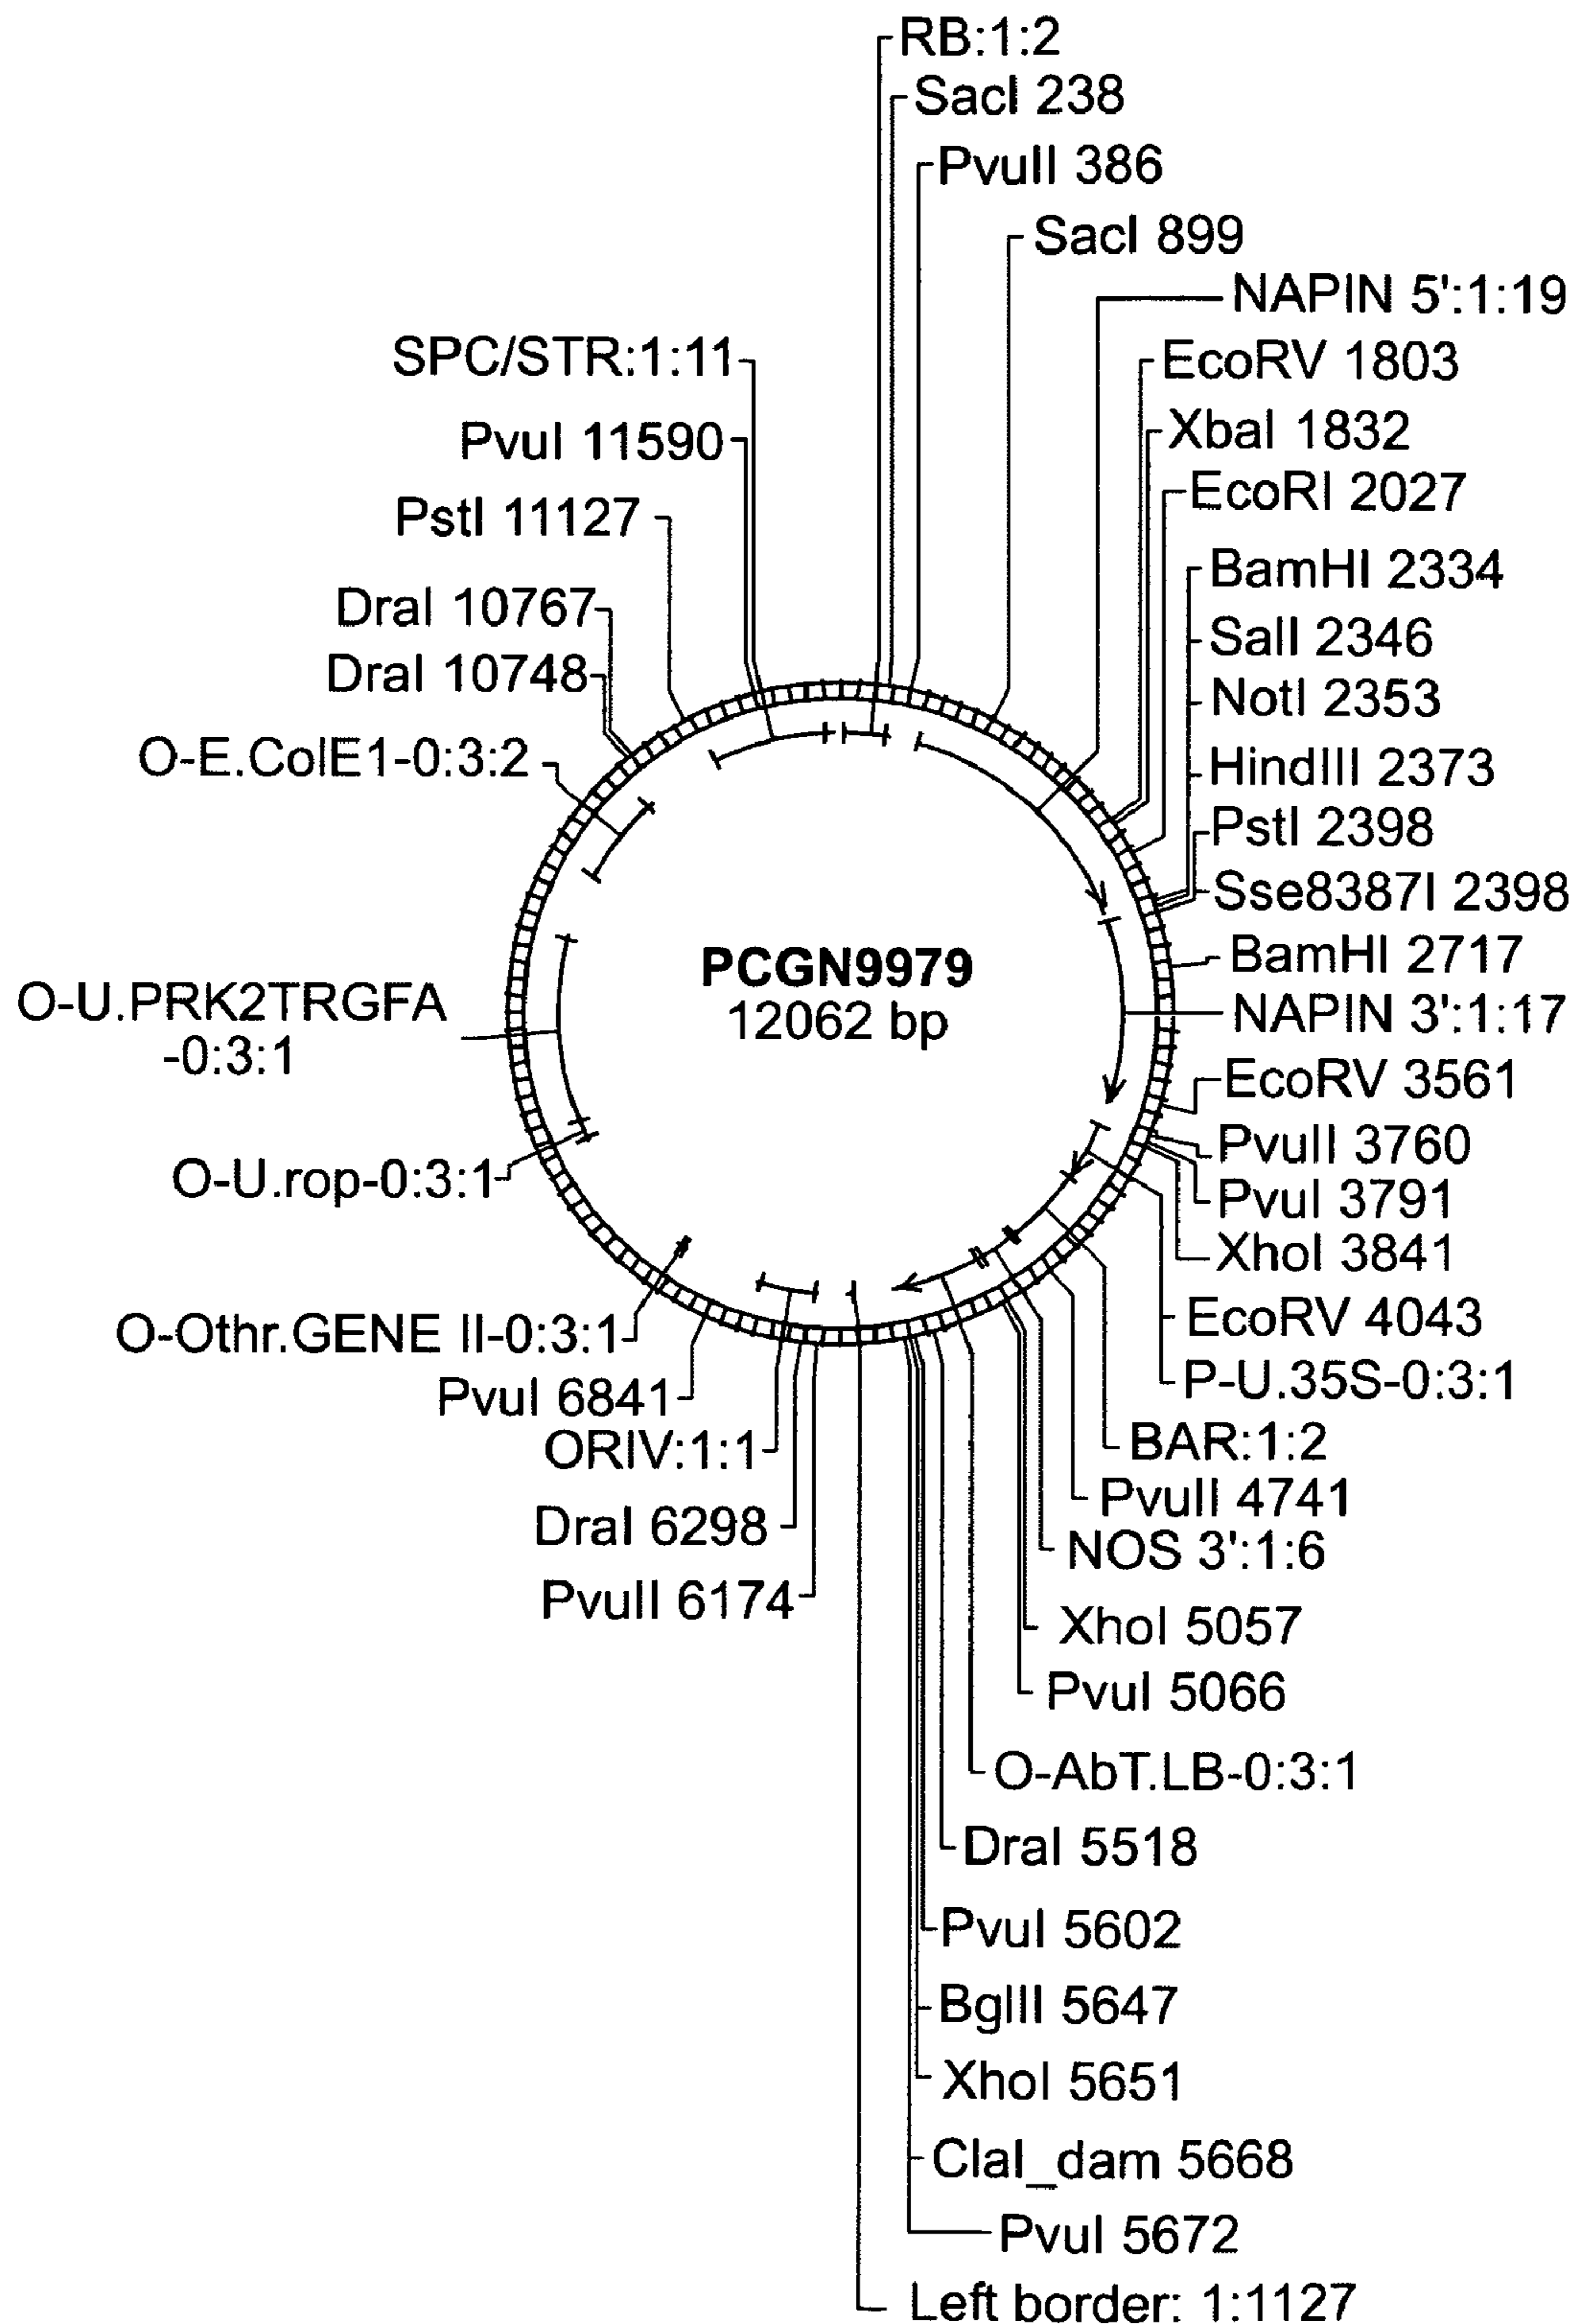 RB:1:2
SacI 238
PvuII 386
SacI 899
NAPIN 5':1:19
SPC/STR:1:11
EcoRV 1803
PvuI 11590
XbaI 1832
PstI 11127
EcoRI 2027
DraI 10767
BamHI 2334
DraI 10748
SalI 2346
NotI 2353
O-E.ColE1-0:3:2
HindIII 2373
PstI 2398
Sse8387I 2398
PCGN9979
12062 bp
BamHI 2717
O-U.PRK2TRGFA
-0:3:1
NAPIN 3':1:17
EcoRV 3561
PvuII 3760
O-U.rop-0:3:1
PvuI 3791
XhoI 3841
EcoRV 4043
O-Othr.GENE II-0:3:1
P-U.35S-0:3:1
PvuI 6841
BAR:1:2
ORIV:1:1
PvuII 4741
DraI 6298
NOS 3':1:6
PvuII 6174
XhoI 5057
PvuI 5066
O-AbT.LB-0:3:1
DraI 5518
PvuI 5602
BglII 5647
XhoI 5651
ClaI_dam 5668
PvuI 5672
Left border: 1:1127